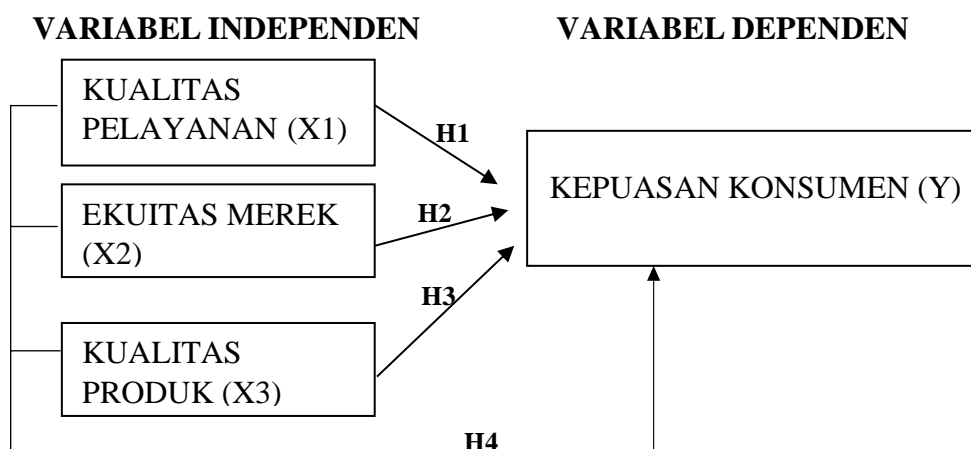 VARIABEL INDEPENDEN
VARIABEL DEPENDEN
KUALITAS
PELAYANAN (X1)
H1
KEPUASAN KONSUMEN (Y)
EKUITAS MEREK
(X2)
H2
H3
KUALITAS
PRODUK (X3)
H4